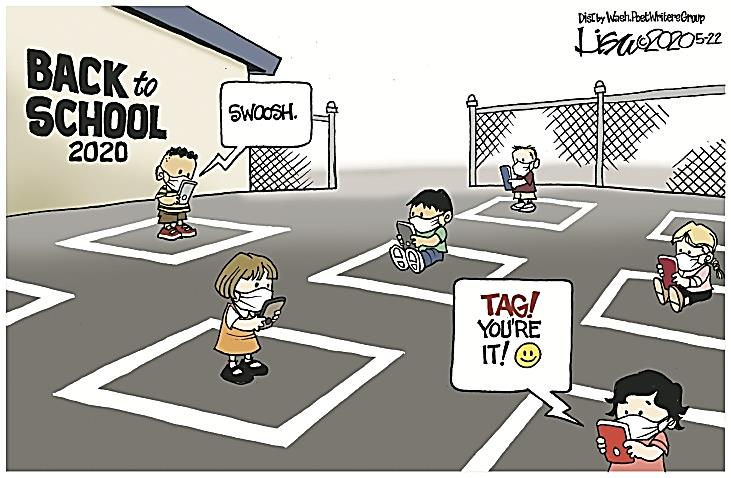 Dist by Wash.Post Writers Group
Lisa©2020 5-22
BACK to
SCHOOL
2020
SWOOSH.
TAG!
YOU'RE
IT! 🙂